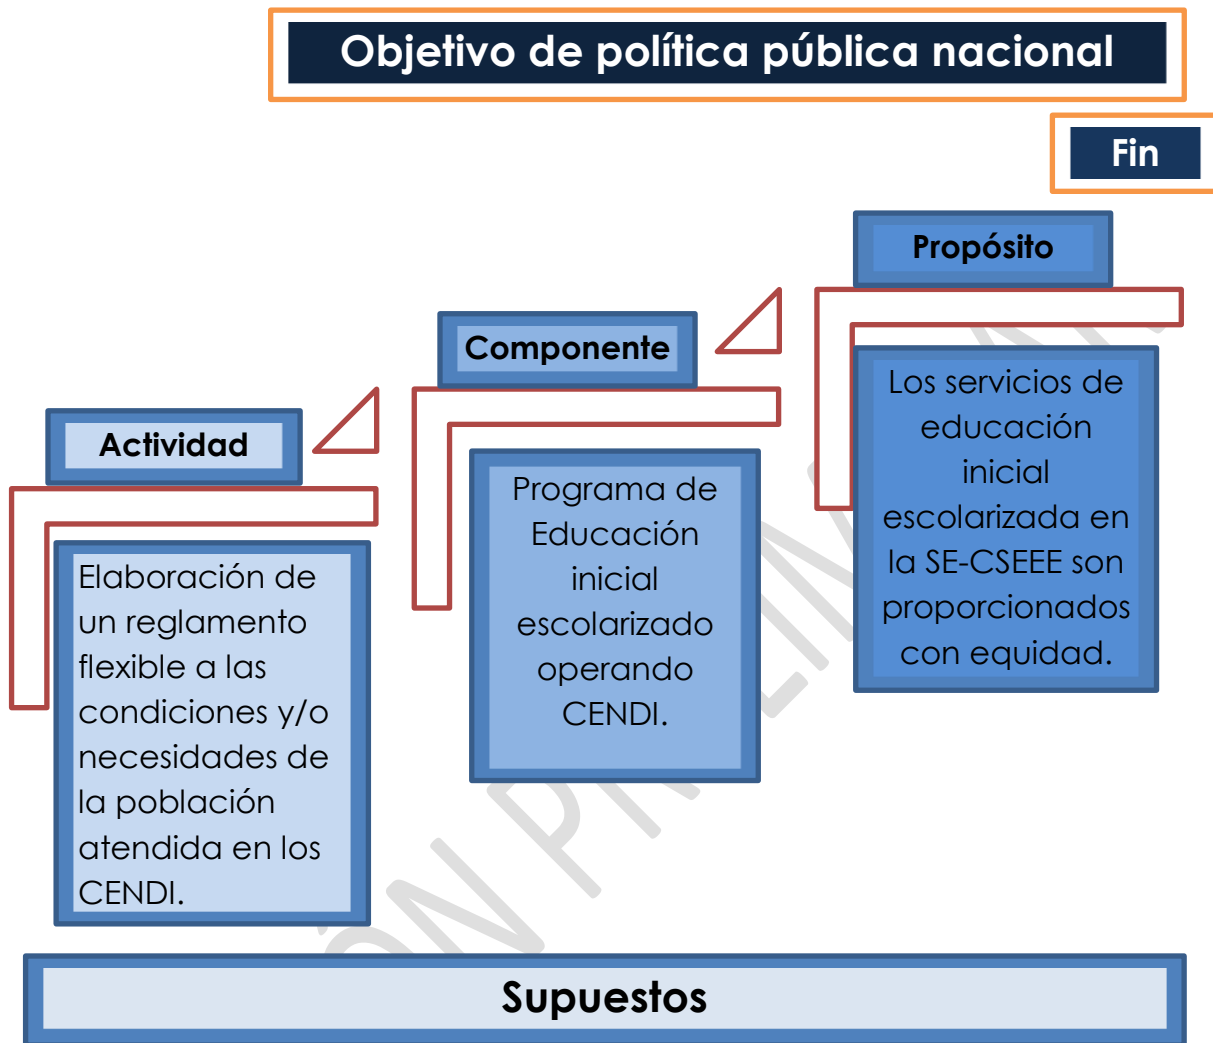 Objetivo de política pública nacional
Fin
Propósito
Los servicios de
educación
inicial
escolarizada en
la SE-CSEEE son
proporcionados
con equidad.
Componente
Programa de
Educación
inicial
escolarizado
operando
CENDI.
Actividad
Elaboración de
un reglamento
flexible a las
condiciones y/o
necesidades de
la población
atendida en los
CENDI.
Supuestos